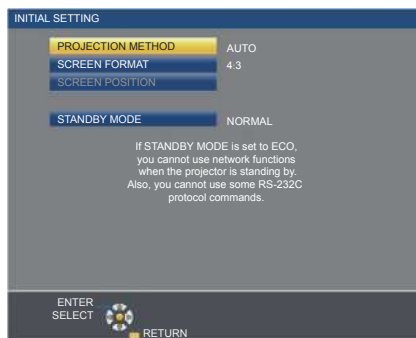 INITIAL SETTING
PROJECTION METHOD AUTO
SCREEN FORMAT 4:3
SCREEN POSITION
STANDBY MODE NORMAL
If STANDBY MODE is set to ECO,
you cannot use network functions
when the projector is standing by.
Also, you cannot use some RS-232C
protocol commands.
ENTER
SELECT
RETURN